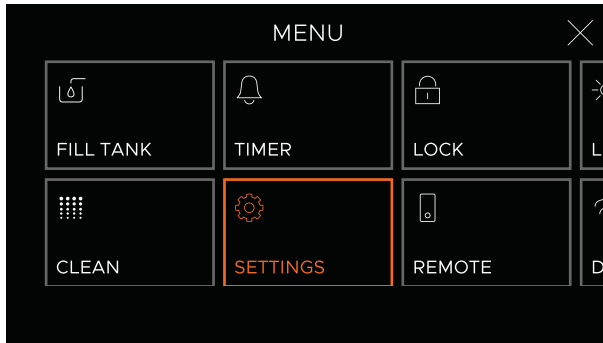 MENU
FILL TANK
TIMER
LOCK
L
CLEAN
SETTINGS
REMOTE
D